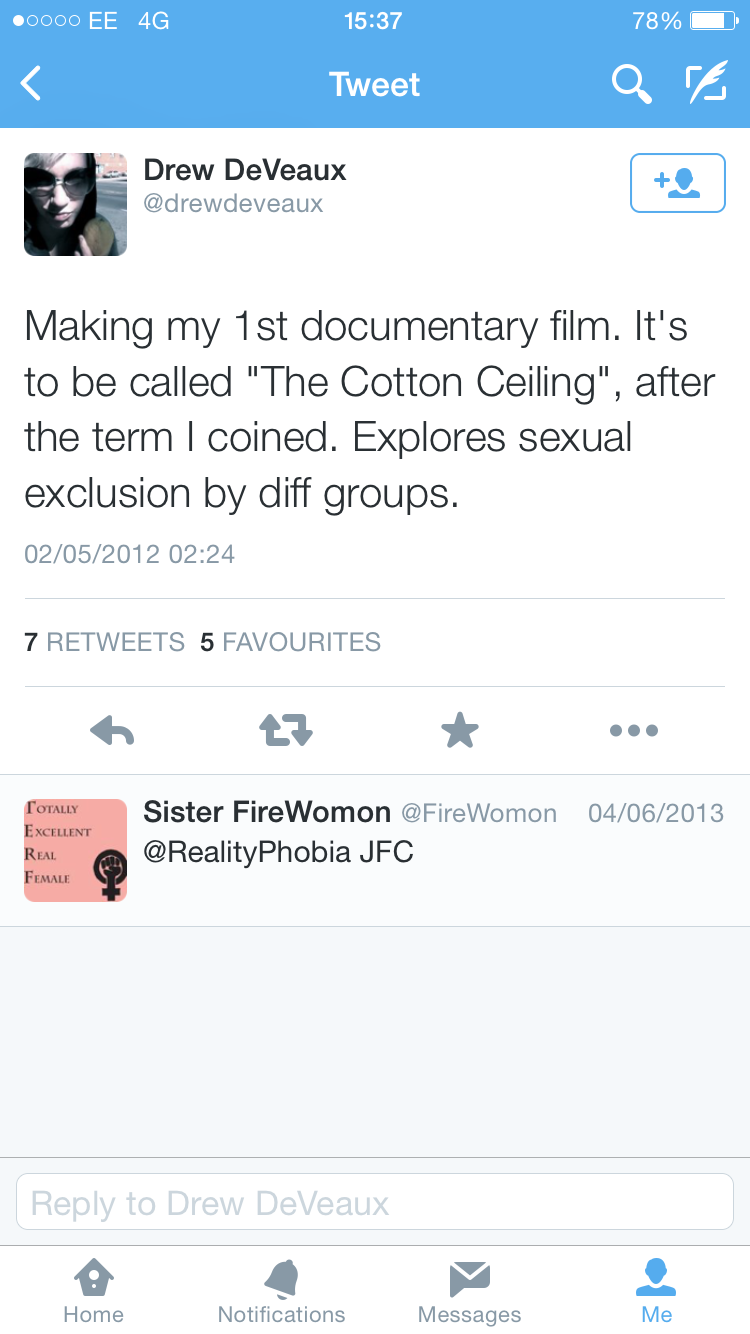 EE 4G 15:37 78%
Tweet
Drew DeVeaux
@drewdeveaux
Making my 1st documentary film. It's
to be called "The Cotton Ceiling", after
the term I coined. Explores sexual
exclusion by diff groups.
02/05/2012 02:24
7 RETWEETS 5 FAVOURITES
TOTALLY
EXCELLENT
REAL
FEMALE
Sister FireWomon @FireWomon 04/06/2013
@RealityPhobia JFC
Reply to Drew DeVeaux
Home Notifications Messages Me